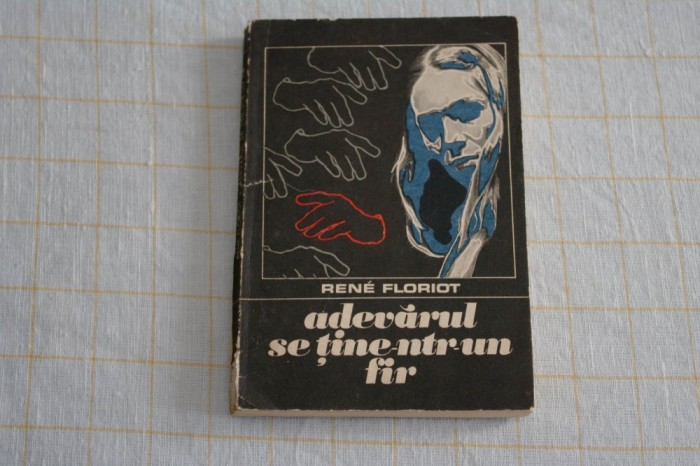 RENÉ FLORIOT
adevărul
se ține-ntr-un
fir